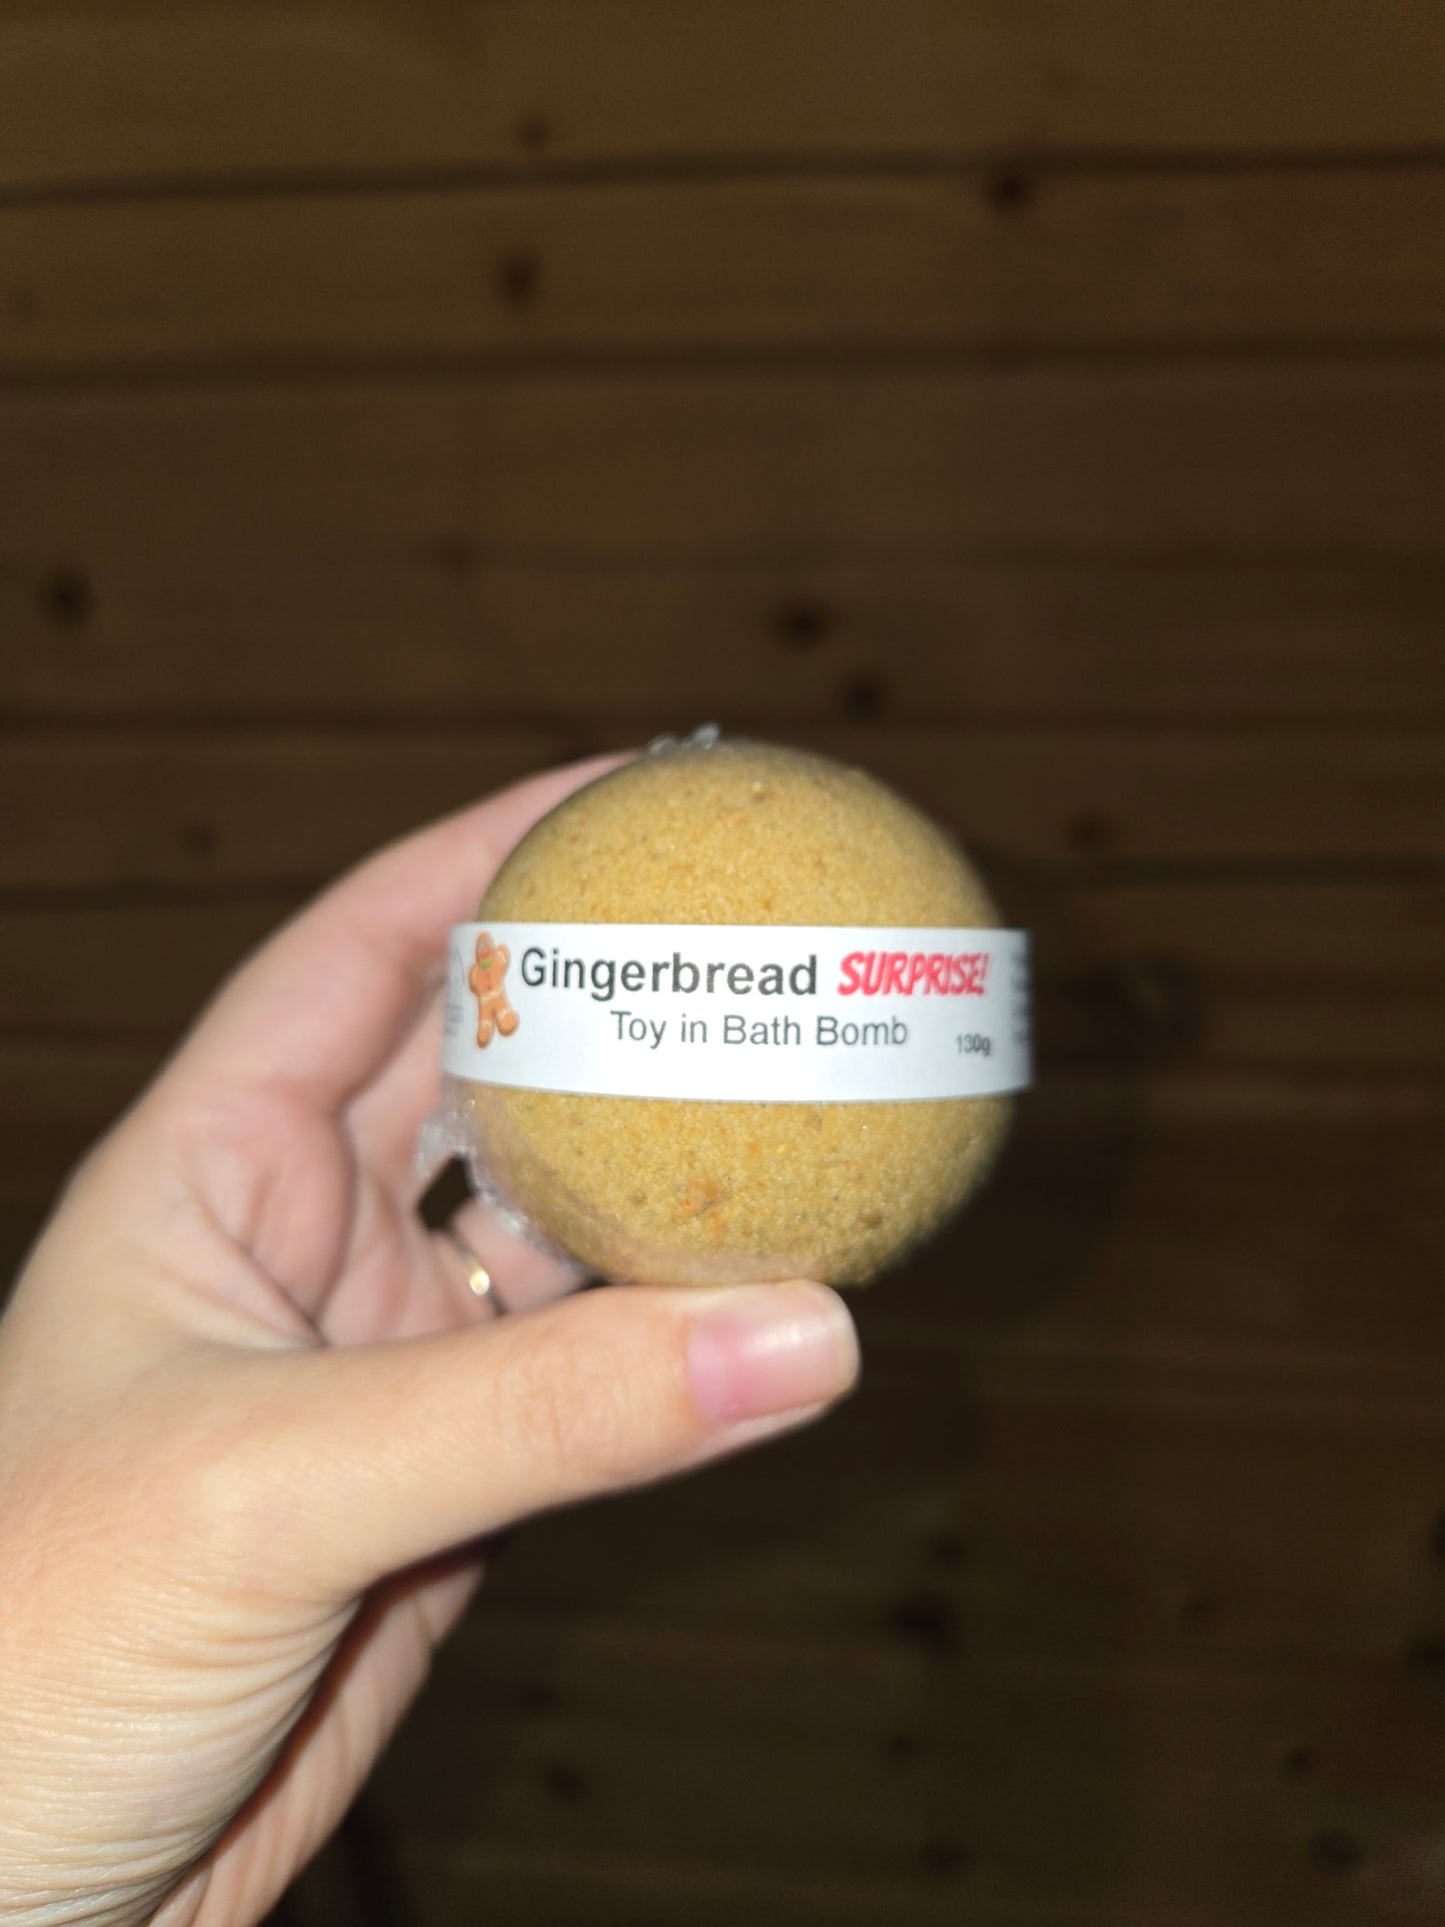 Gingerbread SURPRISE!
Toy in Bath Bomb
130g